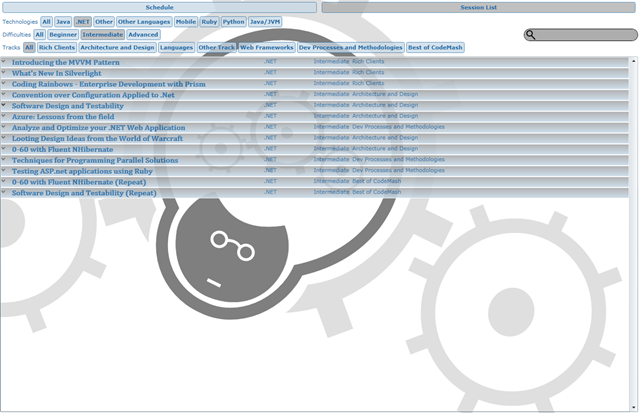 Schedule Session List
Technologies All Java .NET Other Other Languages Mobile Ruby Python Java/JVM
Difficulties All Beginner Intermediate Advanced
Tracks All Rich Clients Architecture and Design Languages Other Track Web Frameworks Dev Processes and Methodologies Best of CodeMash
Introducing the MVVM Pattern .NET Intermediate Rich Clients
What's New In Silverlight .NET Intermediate Rich Clients
Coding Rainbows - Enterprise Development with Prism .NET Intermediate Rich Clients
Convention over Configuration Applied to .Net .NET Intermediate Architecture and Design
Software Design and Testability .NET Intermediate Architecture and Design
Azure: Lessons from the field .NET Intermediate Architecture and Design
Analyze and Optimize your .NET Web Application .NET Intermediate Dev Processes and Methodologies
Looting Design Ideas from the World of Warcraft .NET Intermediate Architecture and Design
0-60 with Fluent NHibernate .NET Intermediate Architecture and Design
Techniques for Programming Parallel Solutions .NET Intermediate Dev Processes and Methodologies
Testing ASP.net applications using Ruby .NET Intermediate Dev Processes and Methodologies
0-60 with Fluent NHibernate (Repeat) .NET Intermediate Best of CodeMash
Software Design and Testability (Repeat) .NET Intermediate Best of CodeMash